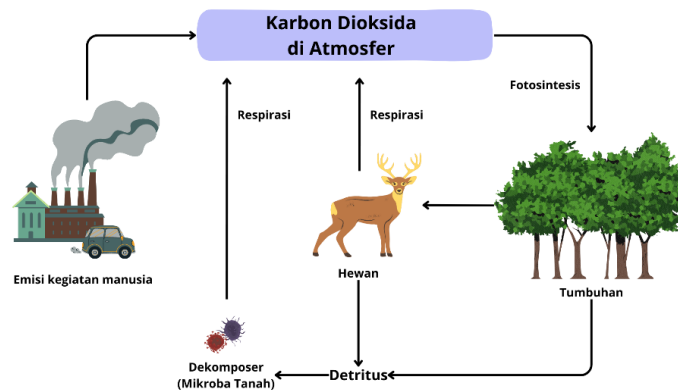 Karbon Dioksida
di Atmosfer
Fotosintesis
Respirasi
Respirasi
Emisi kegiatan manusia
Hewan
Tumbuhan
Dekomposer
(Mikroba Tanah)
Detritus